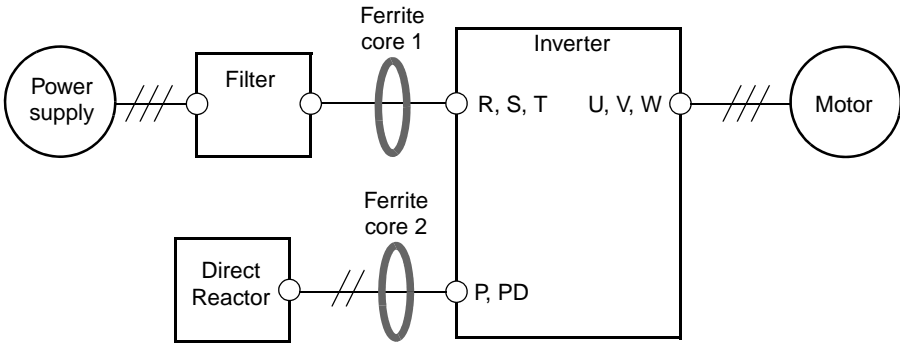 Ferrite
core 1
Inverter
Power
supply
Filter
R, S, T
U, V, W
Motor
Ferrite
core 2
Direct
Reactor
P, PD